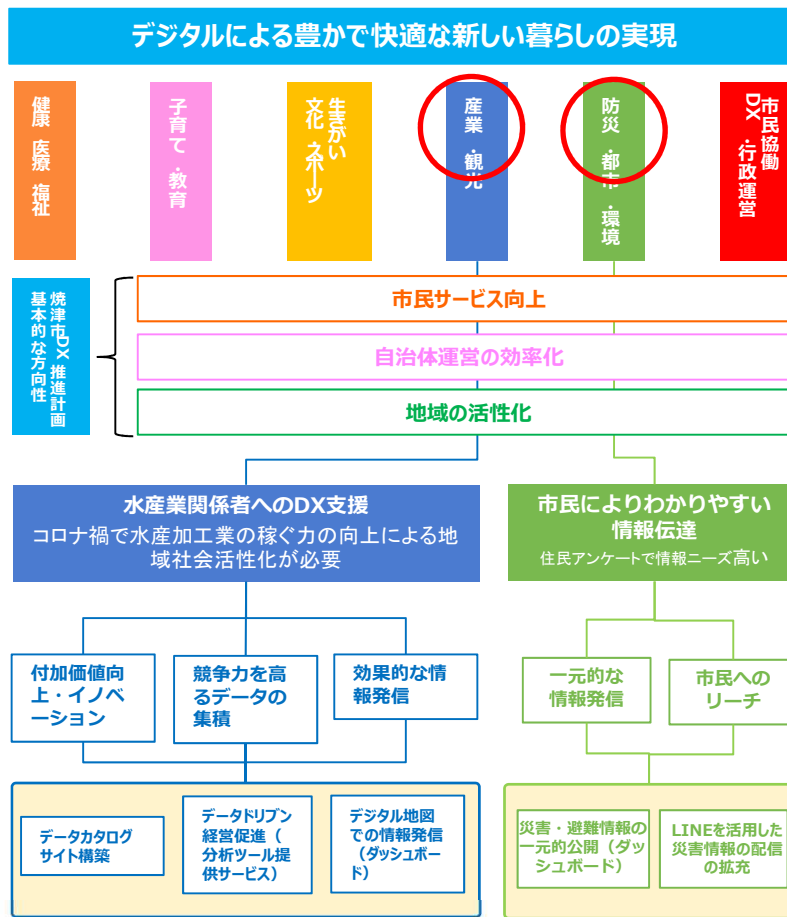 デジタルによる豊かで快適な新しい暮らしの実現
健康・医療・福祉
子育て・教育
生きがい
文化・スポーツ
産業・観光
防災・都市・環境
市民協働
DX・行政運営
焼津市DX推進計画
基本的な方向性
市民サービス向上
自治体運営の効率化
地域の活性化
水産業関係者へのDX支援
コロナ禍で水産加工業の稼ぐ力の向上による地
域社会活性化が必要
市民によりわかりやすい
情報伝達
住民アンケートで情報ニーズ高い
付加価値向
上・イノベ
ーション
競争力を高
るデータの
集積
効果的な情
報発信
一元的な
情報発信
市民への
リーチ
データカタログ
サイト構築
データドリブン
経営促進（
分析ツール提
供サービス）
デジタル地図
での情報発信
（ダッシュボー
ド）
災害・避難情報の
一元的公開（ダッ
シュボード）
LINEを活用した
災害情報の配信
の拡充